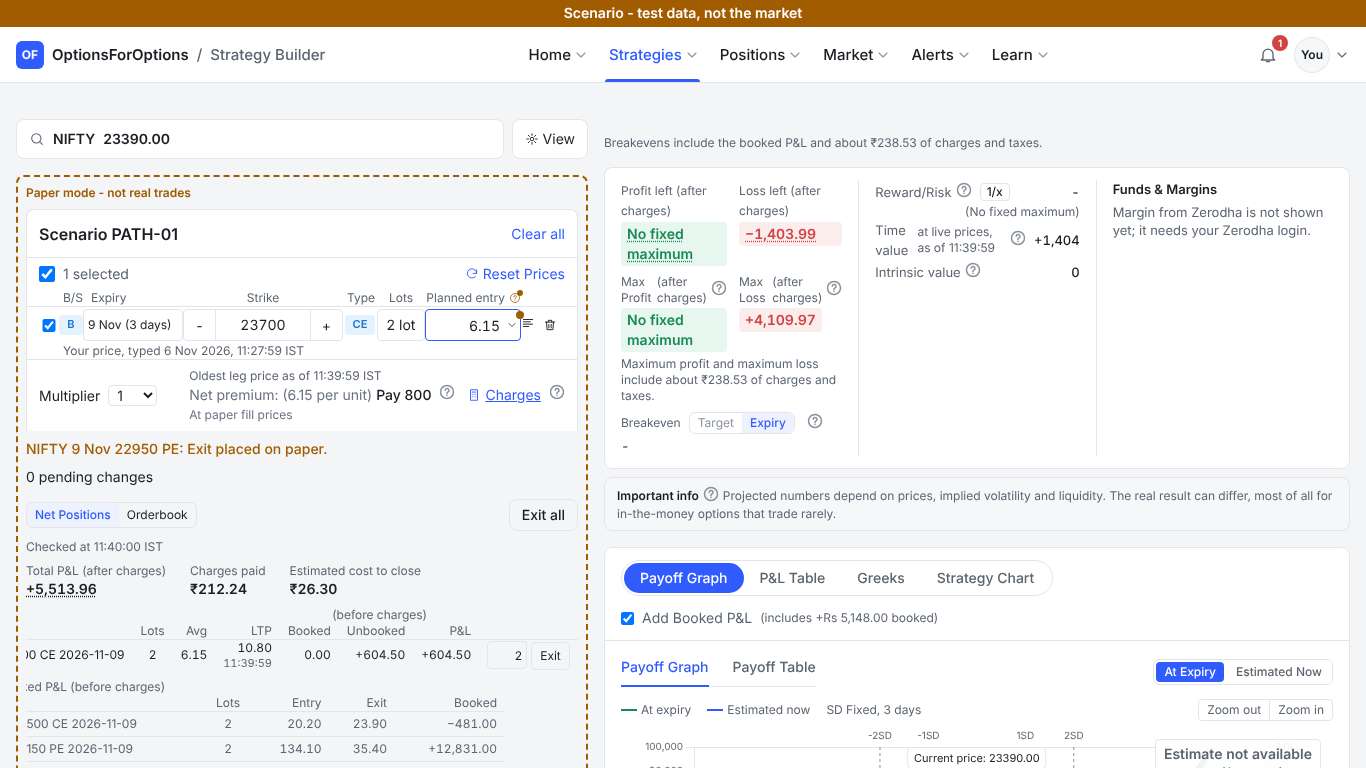 Scenario - test data, not the market
OF OptionsForOptions / Strategy Builder
Home Strategies Positions Market Alerts Learn
1
You
NIFTY 23390.00
View
Paper mode - not real trades
Scenario PATH-01
Clear all
1 selected
Reset Prices
B/S Expiry Strike Type Lots Planned entry
B 9 Nov (3 days) - 23700 + CE 2 lot 6.15
Your price, typed 6 Nov 2026, 11:27:59 IST
Multiplier 1
Oldest leg price as of 11:39:59 IST
Net premium: (6.15 per unit) Pay 800
Charges
At paper fill prices
NIFTY 9 Nov 22950 PE: Exit placed on paper.
0 pending changes
Net Positions Orderbook
Exit all
Checked at 11:40:00 IST
Total P&L (after charges) Charges paid Estimated cost to close
+5,513.96 ₹212.24 ₹26.30
(before charges)
Lots Avg LTP Booked Unbooked P&L
0 CE 2026-11-09 2 6.15 10.80 0.00 +604.50 +604.50 2 Exit
11:39:59
ed P&L (before charges)
Lots Entry Exit Booked
500 CE 2026-11-09 2 20.20 23.90 −481.00
150 PE 2026-11-09 2 134.10 35.40 +12,831.00
Breakevens include the booked P&L and about ₹238.53 of charges and taxes.
Profit left (after charges)
No fixed maximum
Loss left (after charges)
−1,403.99
Max Profit (after charges)
No fixed maximum
Max Loss (after charges)
+4,109.97
Maximum profit and maximum loss
include about ₹238.53 of charges and
taxes.
Breakeven Target Expiry
-
Reward/Risk 1/x -
(No fixed maximum)
Time value at live prices, as of 11:39:59 +1,404
Intrinsic value 0
Funds & Margins
Margin from Zerodha is not shown
yet; it needs your Zerodha login.
Important info Projected numbers depend on prices, implied volatility and liquidity. The real result can differ, most of all for
in-the-money options that trade rarely.
Payoff Graph P&L Table Greeks Strategy Chart
Add Booked P&L (includes +Rs 5,148.00 booked)
Payoff Graph Payoff Table
At Expiry Estimated Now
At expiry Estimated now SD Fixed, 3 days
Zoom out Zoom in
-2SD -1SD 1SD 2SD
100,000
Current price: 23390.00
Estimate not available